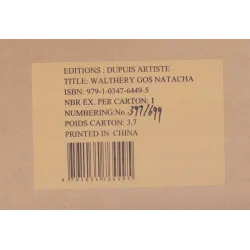 EDITIONS : DUPUIS ARTISTE
TITLE: WALTHERY GOS NATACHA
ISBN: 979-1-0347-6449-5
NBR EX. PER CARTON: 1
NUMBERING:No.: 397/699
POIDS CARTON: 3.7
PRINTED IN CHINA
9791034764495